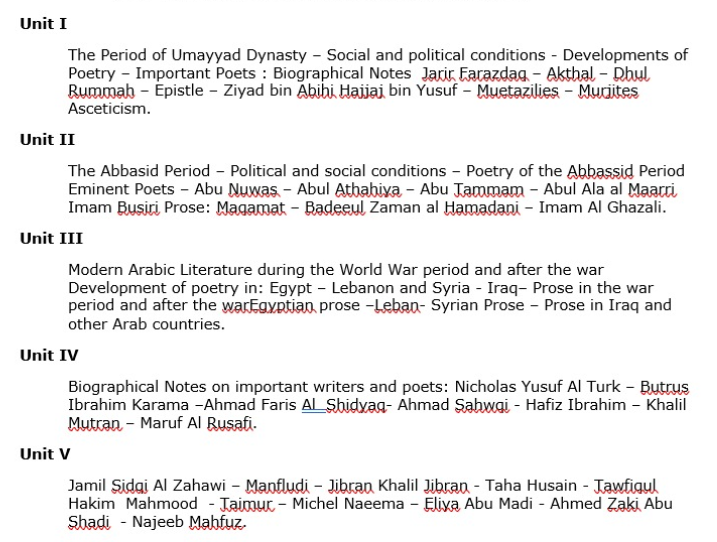 Unit I
The Period of Umayyad Dynasty – Social and political conditions - Developments of
Poetry – Important Poets : Biographical Notes Jarir Farazdaq – Akthal – Dhul
Rummah – Epistle – Ziyad bin Abihi Hajjaj bin Yusuf – Muetazilies – Murjites
Asceticism.
Unit II
The Abbasid Period – Political and social conditions – Poetry of the Abbassid Period
Eminent Poets – Abu Nuwas – Abul Athahiya – Abu Tammam – Abul Ala al Maarri
Imam Busiri Prose: Maqamat – Badeeul Zaman al Hamadani – Imam Al Ghazali.
Unit III
Modern Arabic Literature during the World War period and after the war
Development of poetry in: Egypt – Lebanon and Syria - Iraq– Prose in the war
period and after the warEgyptian prose –Leban- Syrian Prose – Prose in Iraq and
other Arab countries.
Unit IV
Biographical Notes on important writers and poets: Nicholas Yusuf Al Turk – Butrus
Ibrahim Karama –Ahmad Faris Al Shidyaq- Ahmad Sahwqi - Hafiz Ibrahim – Khalil
Mutran – Maruf Al Rusafi.
Unit V
Jamil Sidqi Al Zahawi – Manfludi – Jibran Khalil Jibran - Taha Husain - Tawfiqul
Hakim Mahmood - Taimur – Michel Naeema – Eliya Abu Madi - Ahmed Zaki Abu
Shadi - Najeeb Mahfuz.